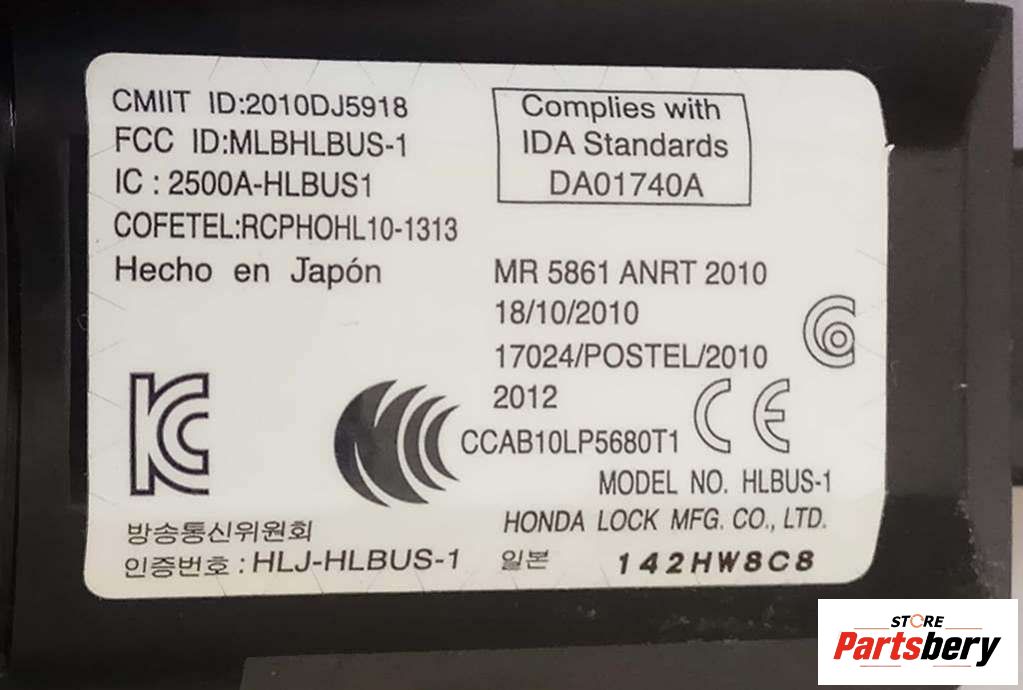 CMIIT ID:2010DJ5918
FCC ID:MLBHLBUS-1
IC : 2500A-HLBUS1
COFETEL:RCPHOHL10-1313
Hecho en Japón
Complies with
IDA Standards
DA01740A
MR 5861 ANRT 2010
18/10/2010
17024/POSTEL/2010
2012
CCAB10LP5680T1
CE
MODEL NO. HLBUS-1
HONDA LOCK MFG. CO., LTD.
KC
방송통신위원회
인증번호 : HLJ-HLBUS-1
일본 142HW8C8
STORE
Partsbery